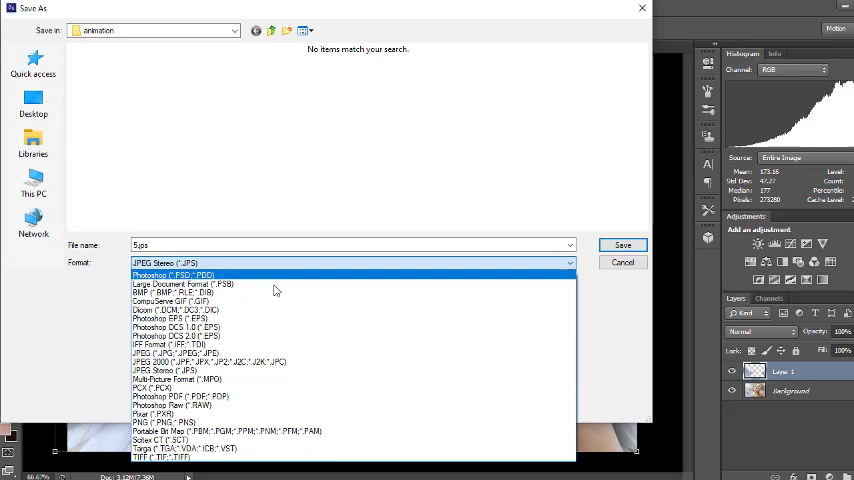 Save As
Motion
Save in: animation
Histogram Info
No items match your search.
Channel: RGB
Quick access
Desktop
Libraries
Source: Entire Image
This PC
Mean: 173.16 Level:
Std Dev: 47.27 Count:
Median: 177 Percentile:
Pixels: 273280 Cache Level:
Network
Adjustments
File name: 5.jps Save
Add an adjustment
Format: JPEG Stereo (*.JPS) Cancel
Photoshop (*.PSD;*.PDD)
Large Document Format (*.PSB)
BMP (*.BMP;*.RLE;*.DIB)
CompuServe GIF (*.GIF)
Dicom (*.DCM;*.DC3;*.DIC)
Photoshop EPS (*.EPS)
Photoshop DCS 1.0 (*.EPS)
Photoshop DCS 2.0 (*.EPS)
IFF Format (*.IFF;*.TDI)
JPEG (*.JPG;*.JPEG;*.JPE)
JPEG 2000 (*.JPF;*.JPX;*.JP2;*.J2C;*.J2K;*.JPC)
JPEG Stereo (*.JPS)
Multi-Picture Format (*.MPO)
PCX (*.PCX)
Photoshop PDF (*.PDF;*.PDP)
Photoshop Raw (*.RAW)
Pixar (*.PXR)
PNG (*.PNG;*.PNS)
Portable Bit Map (*.PBM;*.PGM;*.PPM;*.PNM;*.PFM;*.PAM)
Scitex CT (*.SCT)
Targa (*.TGA;*.VDA;*.ICB;*.VST)
TIFF (*.TIF;*.TIFF)
Layers Channels
Kind
Normal Opacity: 100%
Lock: Fill: 100%
Layer 1
Background
66.67% Doc: 3.12M/7.36M
fx